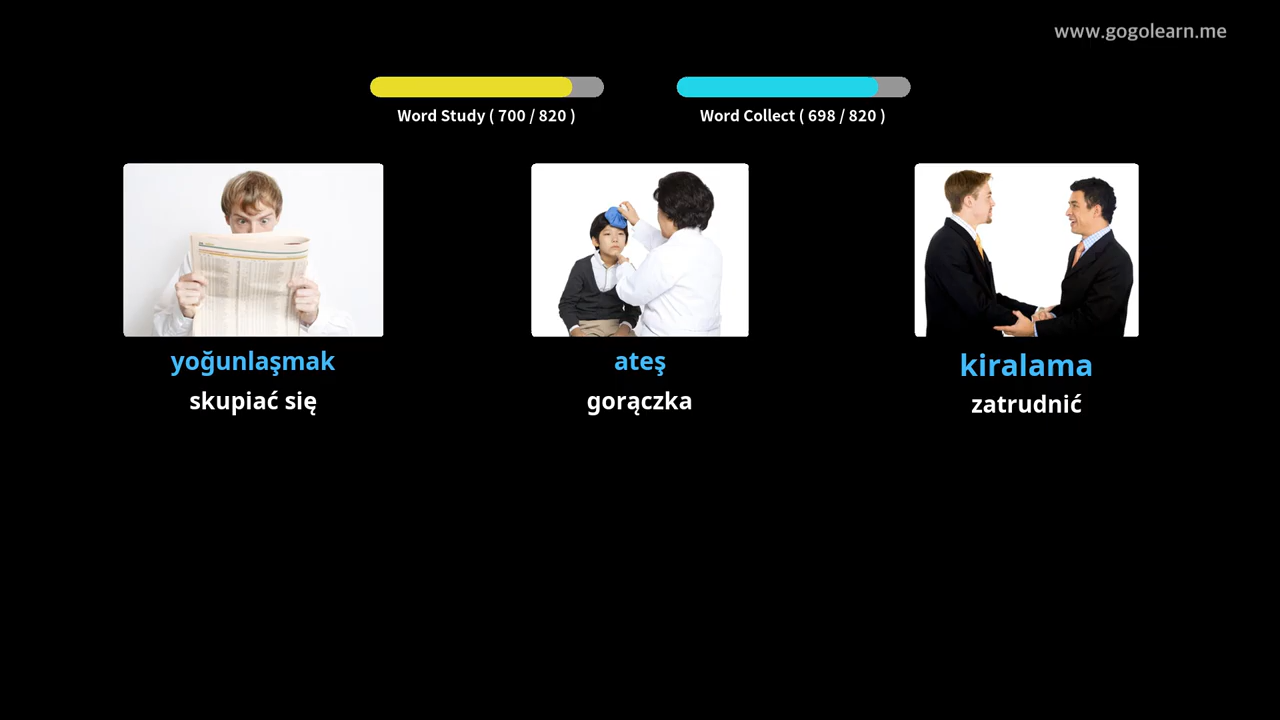 www.gogolearn.me
Word Study ( 700 / 820 )
Word Collect ( 698 / 820 )
yoğunlaşmak
skupiać się
ateş
gorączka
kiralama
zatrudnić